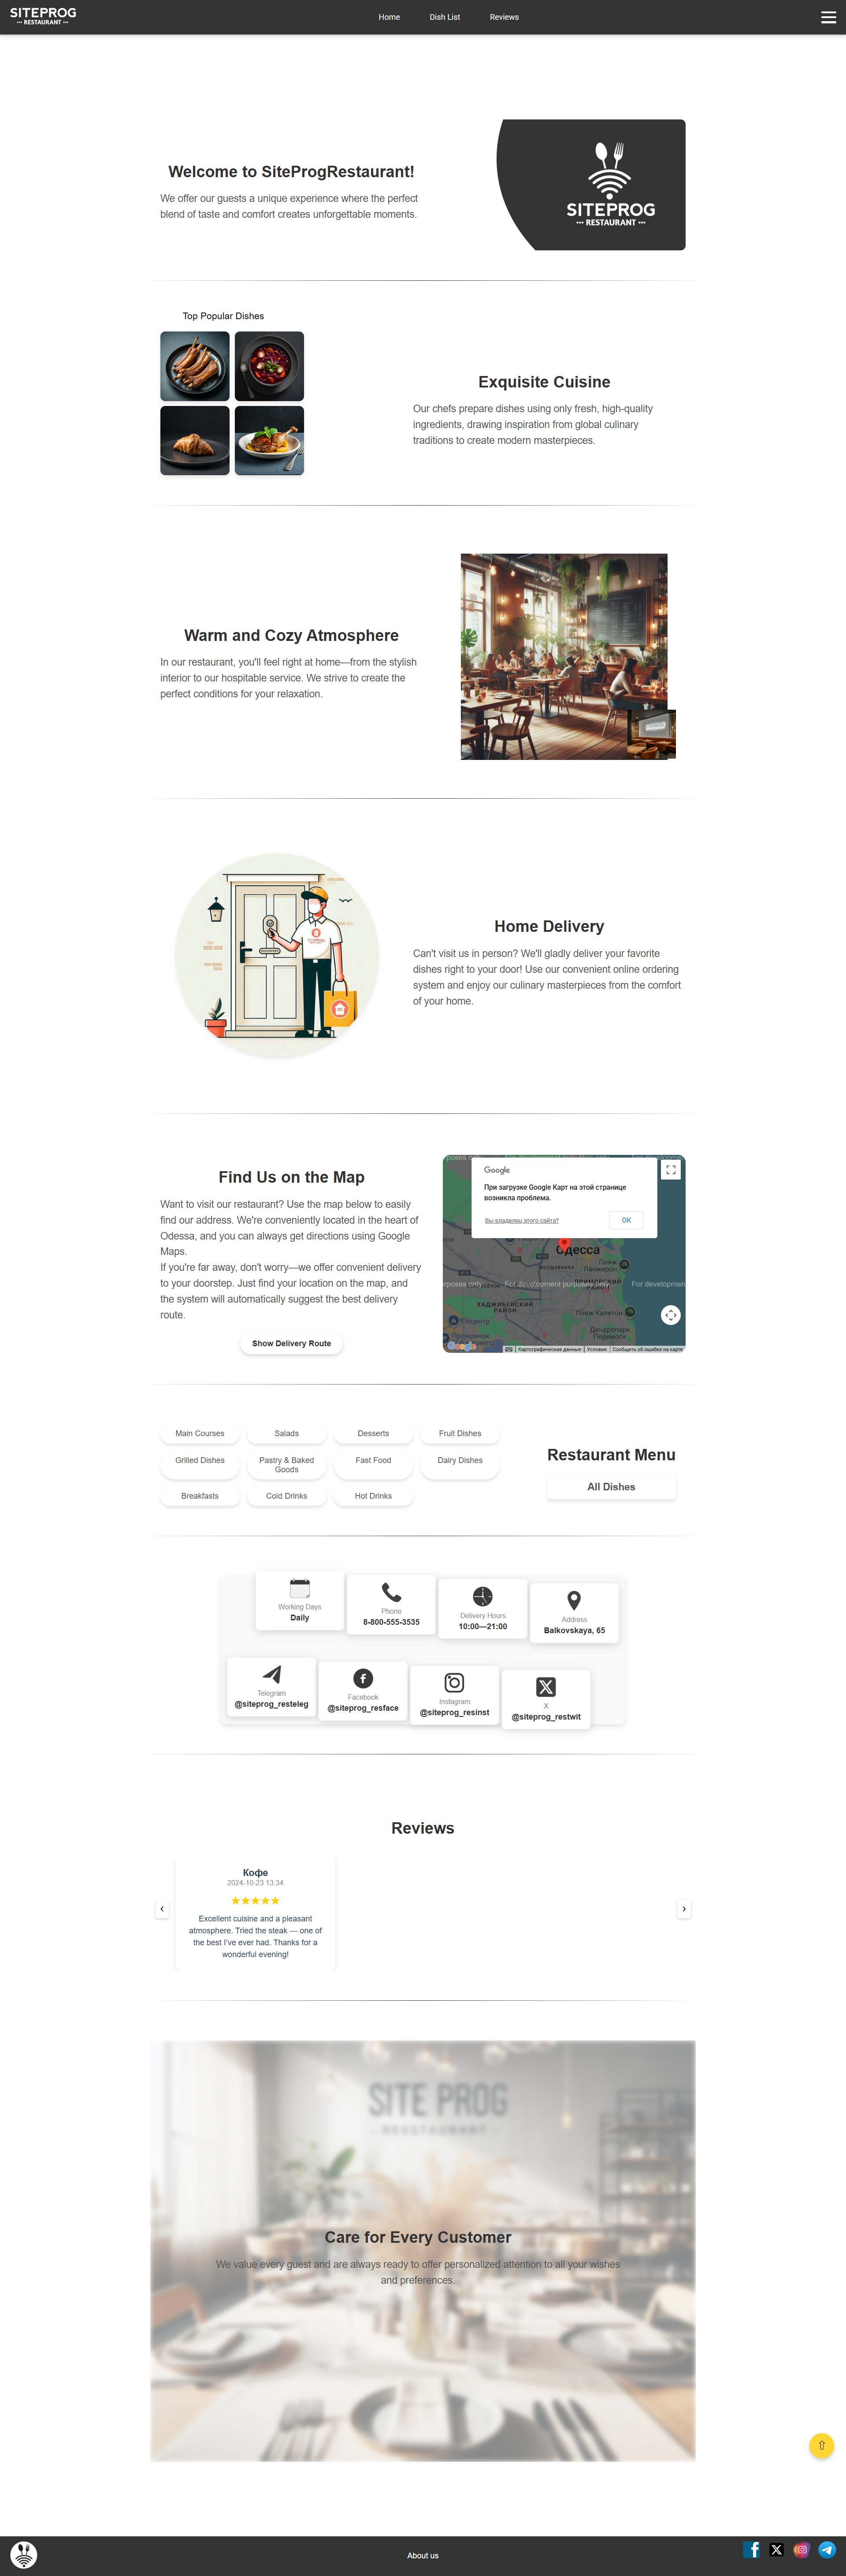 SITEPROG
••• RESTAURANT •••
Home
Dish List
Reviews
Welcome to SiteProgRestaurant!
We offer our guests a unique experience where the perfect
blend of taste and comfort creates unforgettable moments.
SITEPROG
••• RESTAURANT •••
Top Popular Dishes
Exquisite Cuisine
Our chefs prepare dishes using only fresh, high-quality
ingredients, drawing inspiration from global culinary
traditions to create modern masterpieces.
Warm and Cozy Atmosphere
In our restaurant, you'll feel right at home—from the stylish
interior to our hospitable service. We strive to create the
perfect conditions for your relaxation.
Home Delivery
Can't visit us in person? We'll gladly deliver your favorite
dishes right to your door! Use our convenient online ordering
system and enjoy our culinary masterpieces from the comfort
of your home.
Find Us on the Map
Want to visit our restaurant? Use the map below to easily
find our address. We're conveniently located in the heart of
Odessa, and you can always get directions using Google
Maps.
If you're far away, don't worry—we offer convenient delivery
to your doorstep. Just find your location on the map, and
the system will automatically suggest the best delivery
route.
Show Delivery Route
Google
При загрузке Google Карт на этой странице
возникла проблема.
Вы владелец этого сайта?
OK
Одесса
МОЛДАВАНКА
Пляж
Ланжерон
ПРИМОРСКИЙ
РАЙОН
rposes only
For development purposes only
For developmen
ХАДЖИБЕЙСКИЙ
РАЙОН
Пляж Калетон
Эпицентр
Дендропарк
Перемоги
Промринок
Google
Картографические данные
Условия
Сообщить об ошибке на карте
Main Courses
Salads
Desserts
Fruit Dishes
Grilled Dishes
Pastry & Baked
Goods
Fast Food
Dairy Dishes
Breakfasts
Cold Drinks
Hot Drinks
Restaurant Menu
All Dishes
Working Days
Daily
Phone
8-800-555-3535
Delivery Hours
10:00—21:00
Address
Balkovskaya, 65
Telegram
@siteprog_resteleg
Facebook
@siteprog_resface
Instagram
@siteprog_resinst
X
@siteprog_restwit
Reviews
Кофе
2024-10-23 13:34
★★★★★
Excellent cuisine and a pleasant
atmosphere. Tried the steak — one of
the best I've ever had. Thanks for a
wonderful evening!
SITE PROG
Care for Every Customer
We value every guest and are always ready to offer personalized attention to all your wishes
and preferences.
About us